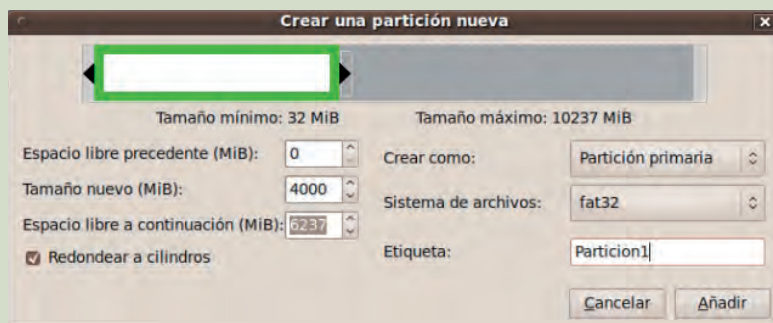 Crear una partición nueva
Tamaño mínimo: 32 MiB Tamaño máximo: 10237 MiB
Espacio libre precedente (MiB): 0 Crear como: Partición primaria
Tamaño nuevo (MiB): 4000 Sistema de archivos: fat32
Espacio libre a continuación (MiB): 6237
Redondear a cilindros Etiqueta: Particion1
Cancelar Añadir